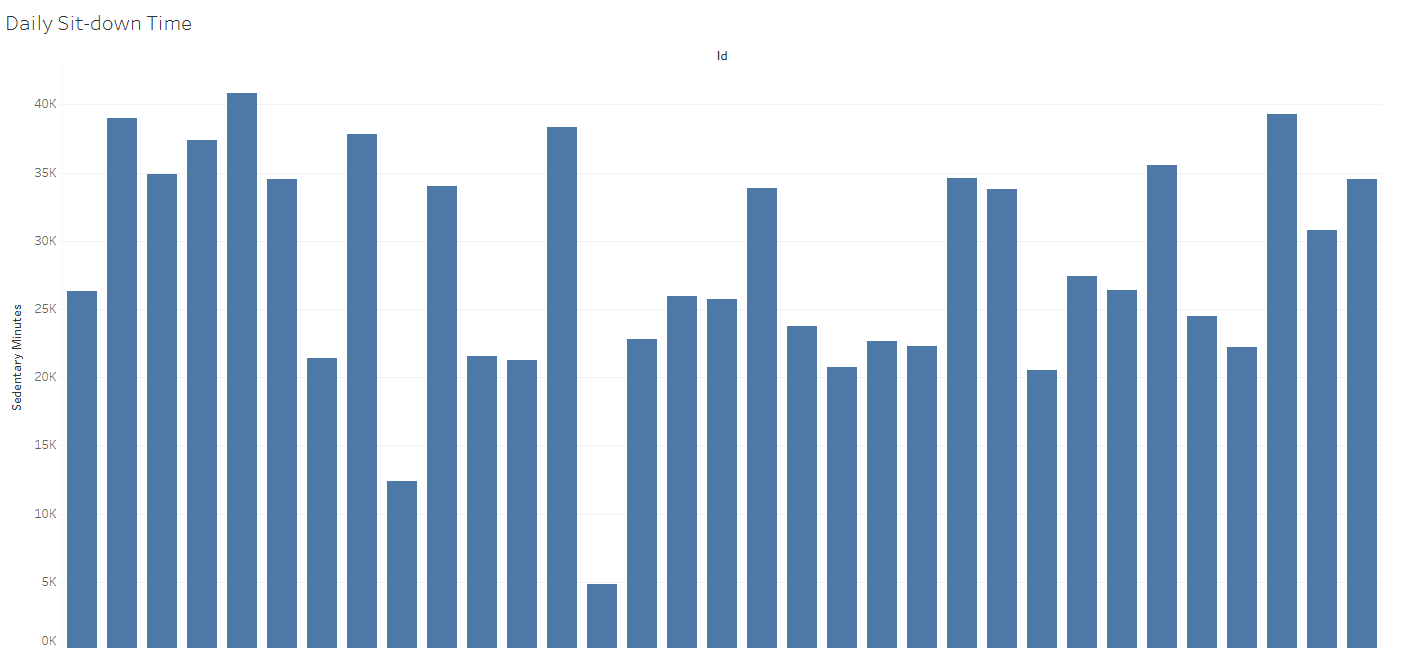 Daily Sit-down Time
Id
40K
35K
30K
25K
20K
15K
10K
5K
0K
Sedentary Minutes